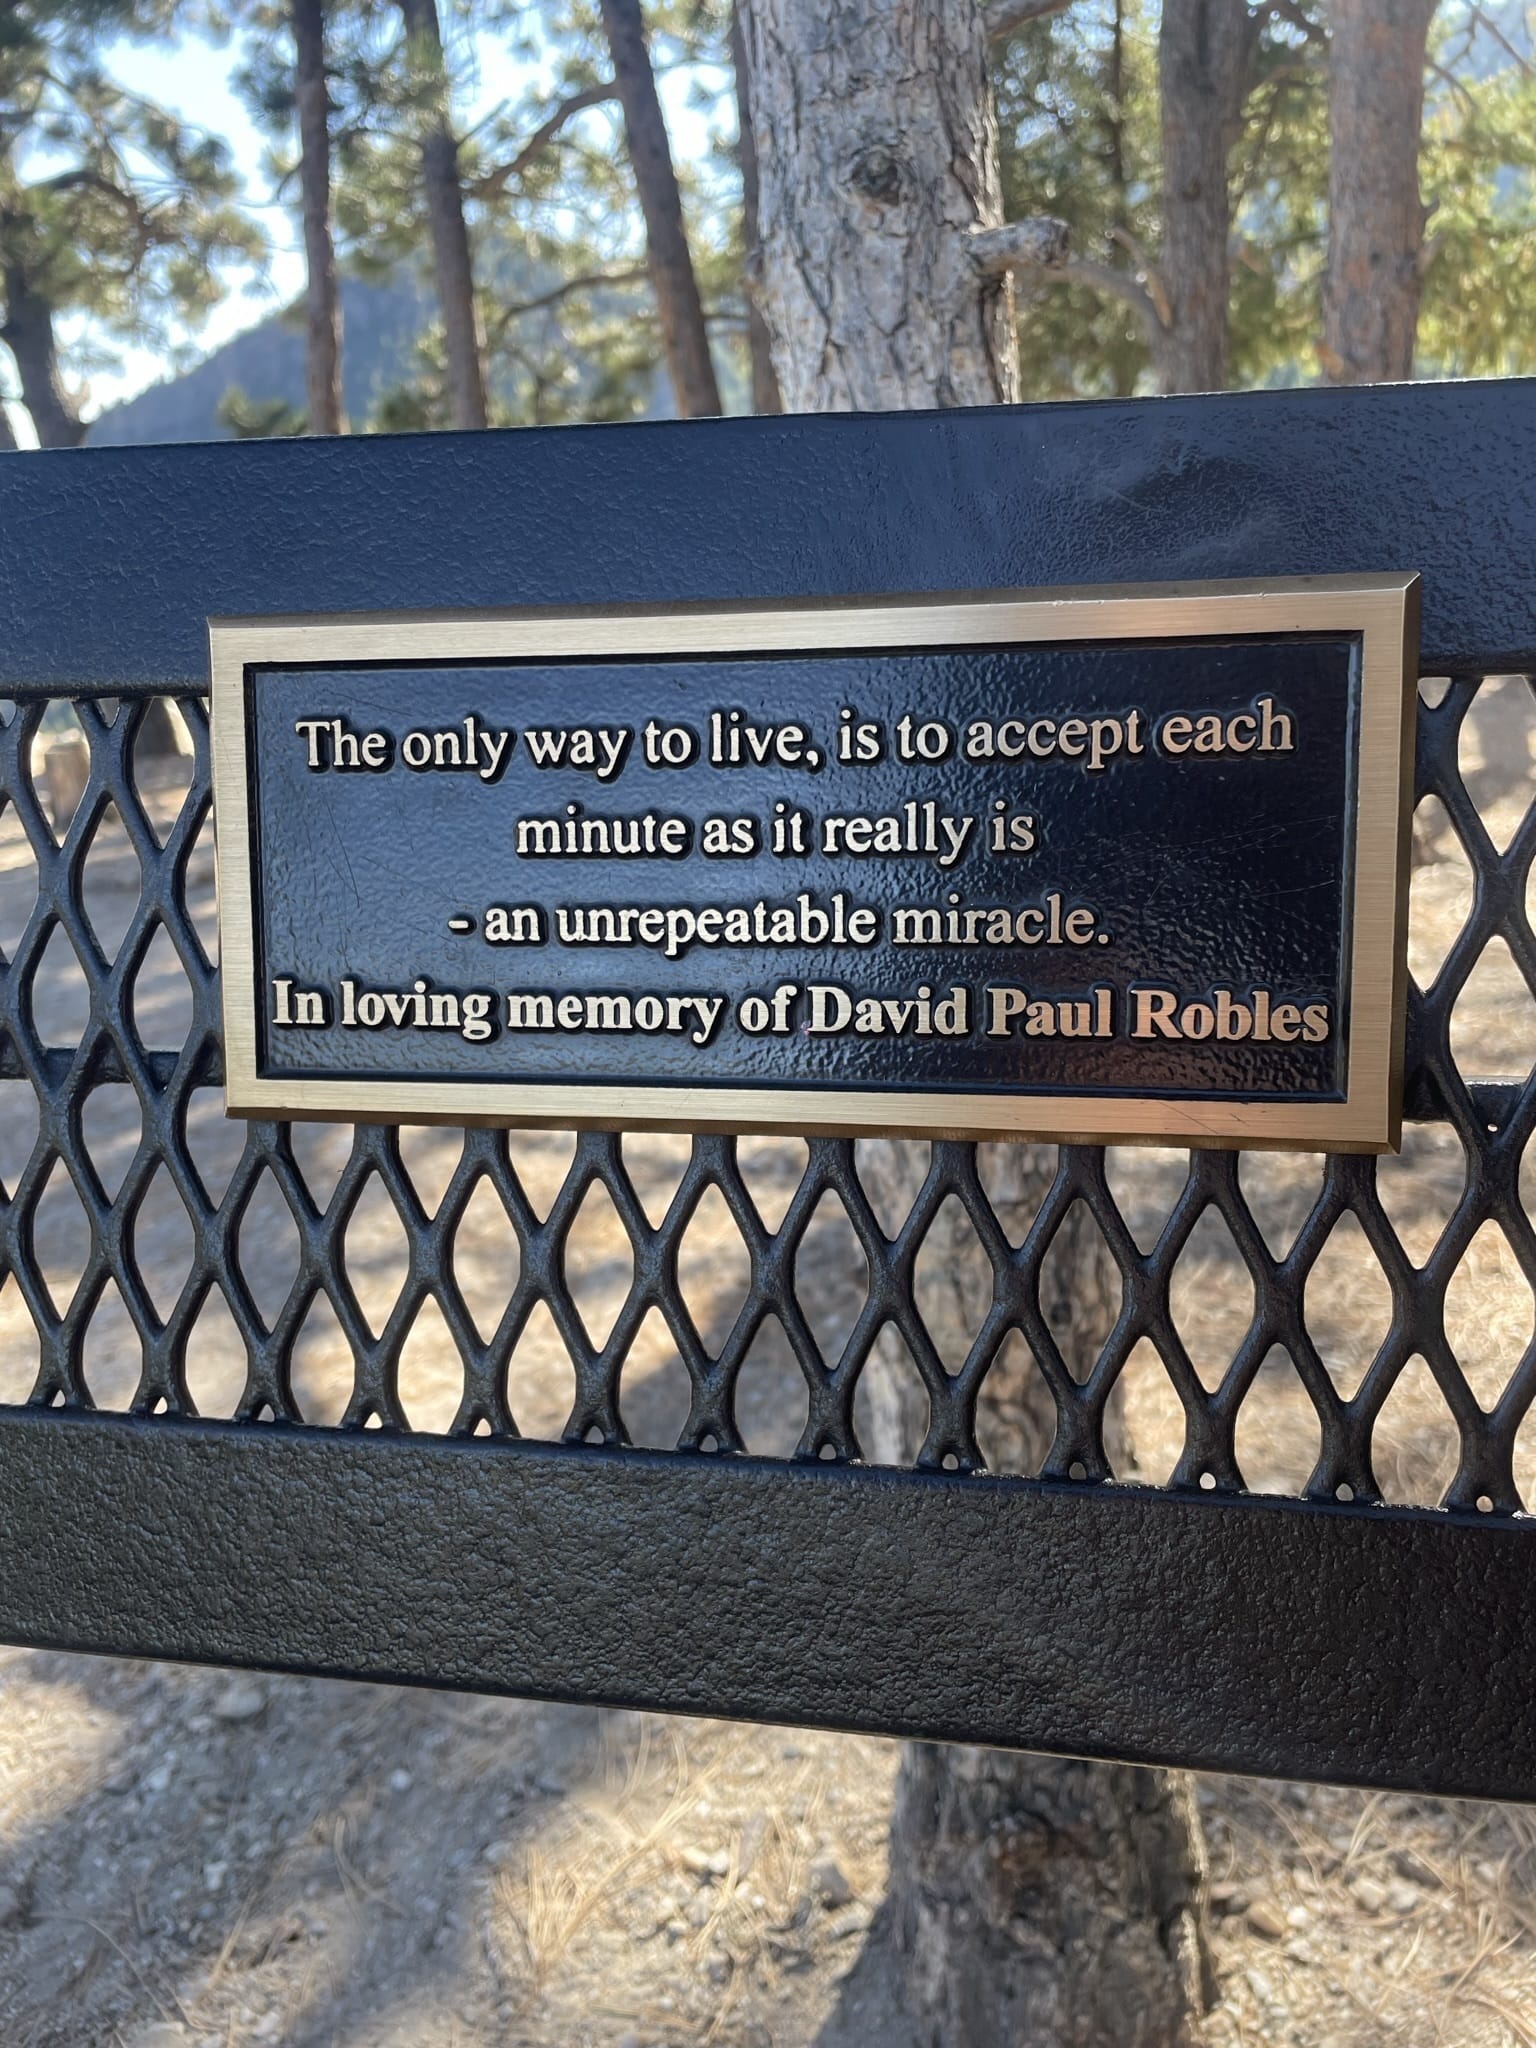 The only way to live, is to accept each
minute as it really is
- an unrepeatable miracle.
In loving memory of David Paul Robles